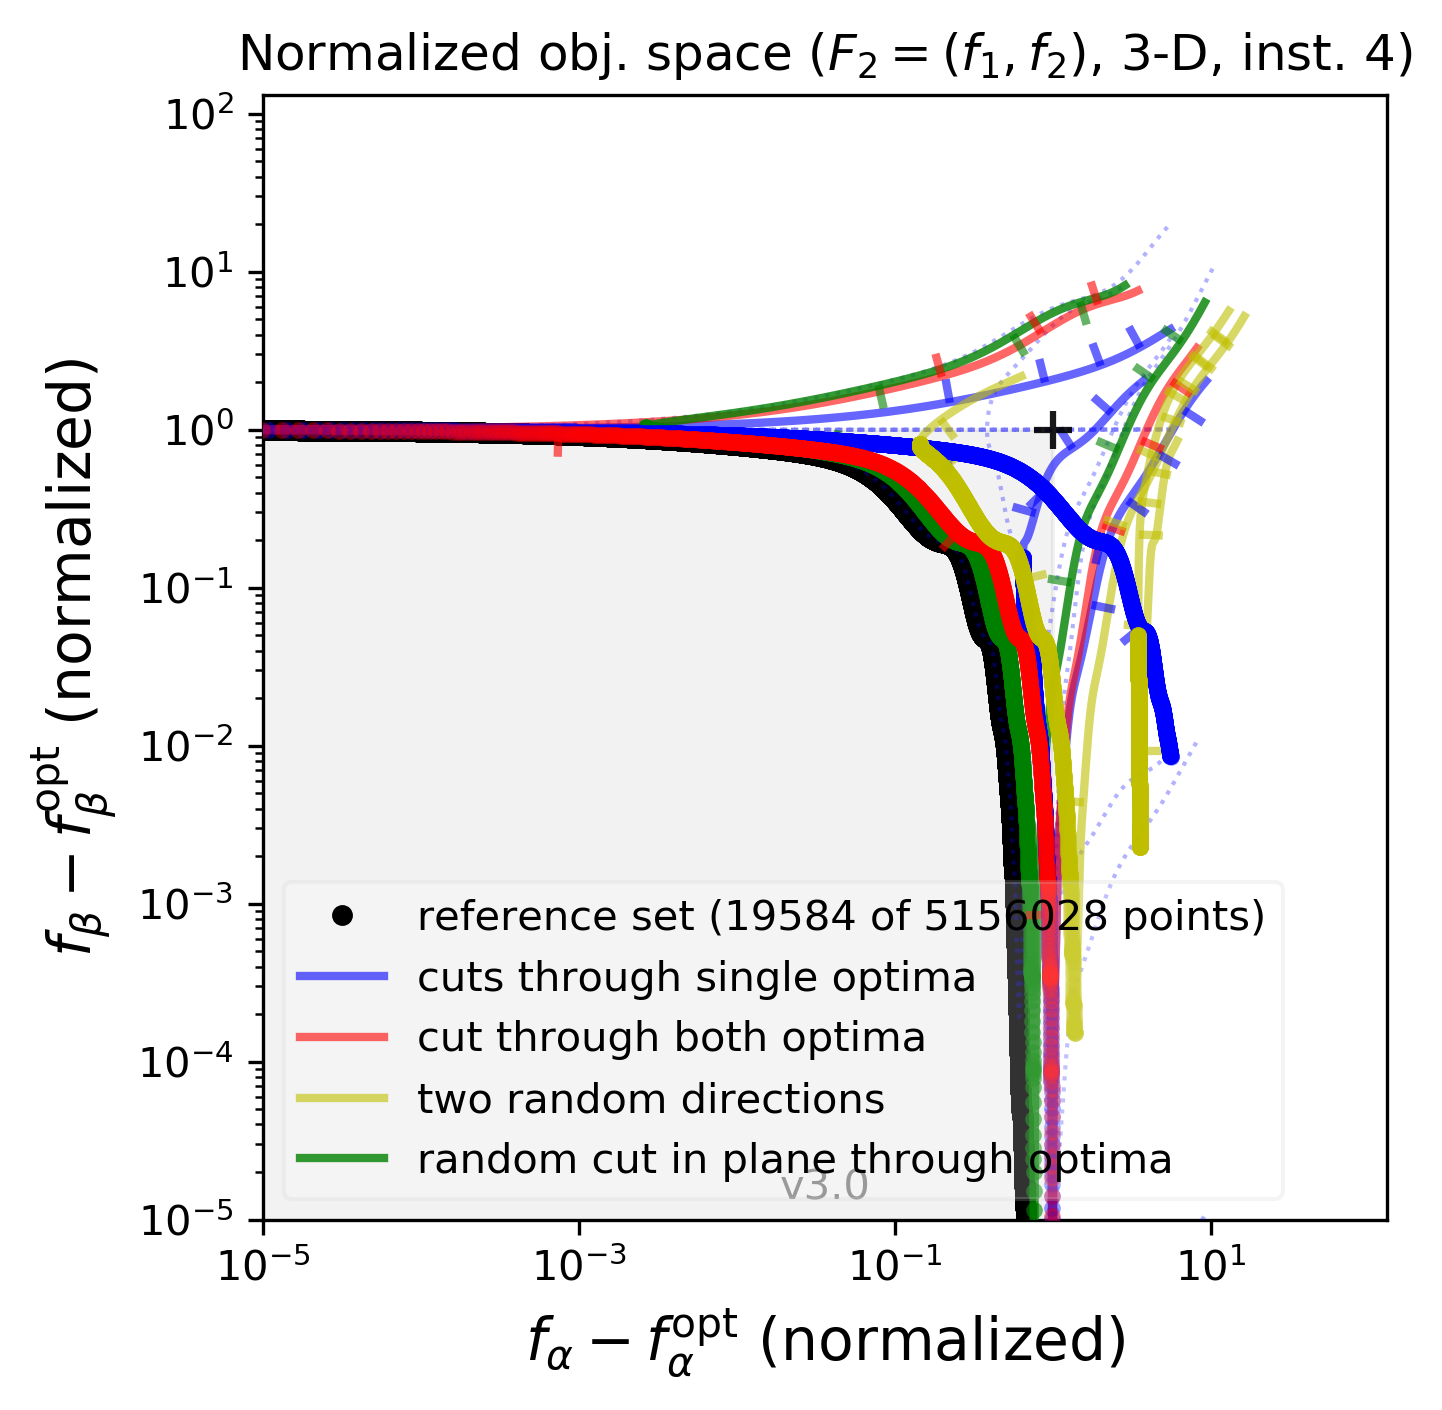 Normalized obj. space (F₂ = (f₁, f₂), 3-D, inst. 4)
10²
10¹
10⁰
10⁻¹
10⁻²
10⁻³
10⁻⁴
10⁻⁵
f_β − f_β^opt (normalized)
reference set (19584 of 5156028 points)
cuts through single optima
cut through both optima
two random directions
random cut in plane through optima
v3.0
10⁻⁵ 10⁻³ 10⁻¹ 10¹
f_α − f_α^opt (normalized)